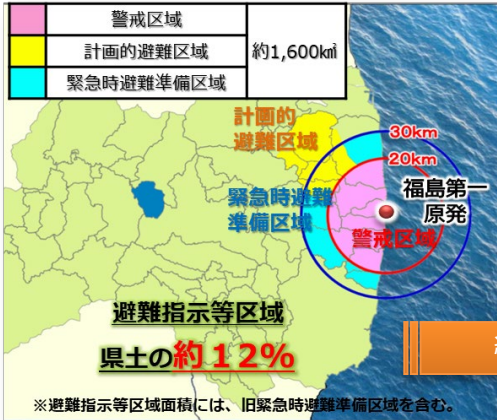 警戒区域
計画的避難区域
緊急時避難準備区域
約1,600㎢
計画的
避難区域
30km
20km
緊急時避難
準備区域
福島第一
原発
警戒区域
避難指示等区域
県土の約12%
※避難指示等区域面積には、旧緊急時避難準備区域を含む。